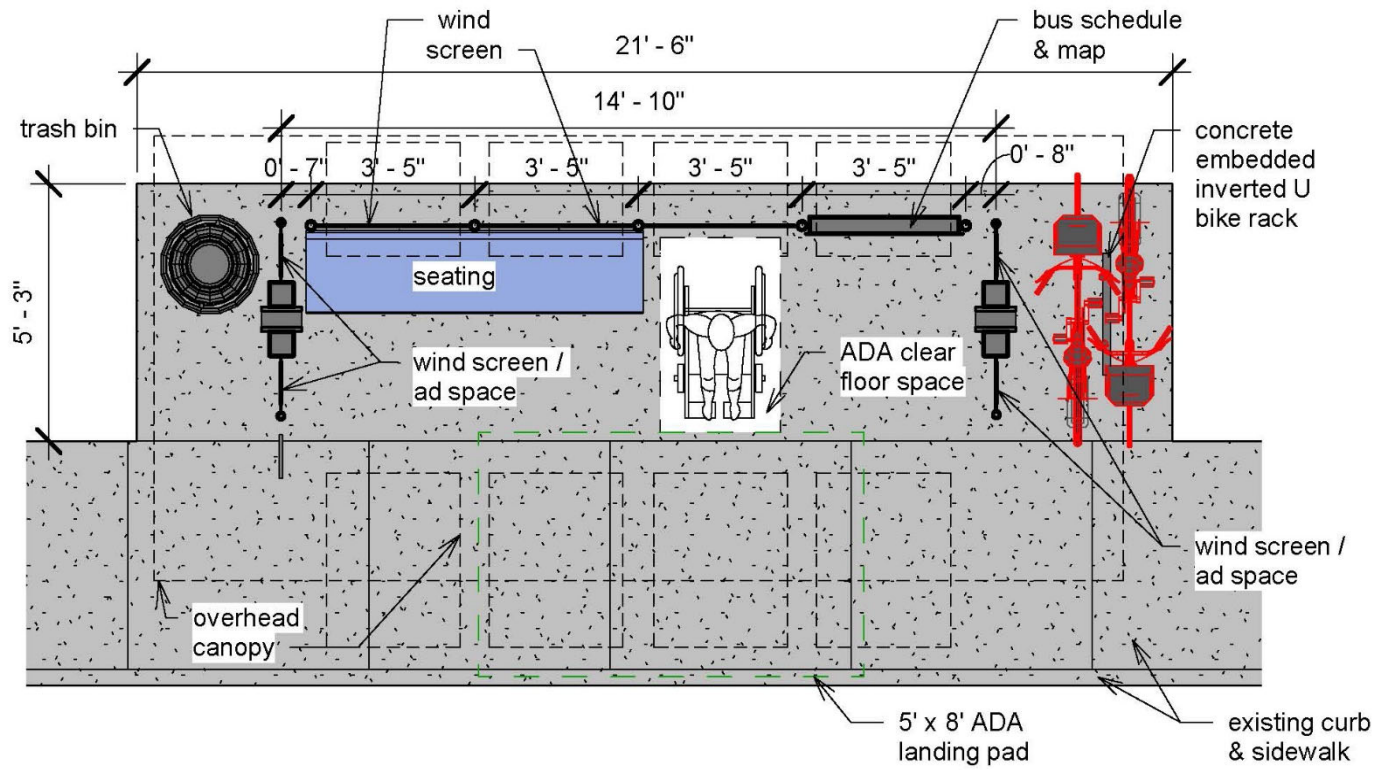 wind
screen
21' - 6"
bus schedule
& map
14' - 10"
trash bin
concrete
embedded
inverted U
bike rack
0' - 7"
3' - 5"
3' - 5"
3' - 5"
3' - 5"
0' - 8"
5' - 3"
seating
wind screen /
ad space
ADA clear
floor space
wind screen /
ad space
overhead
canopy
5' x 8' ADA
landing pad
existing curb
& sidewalk